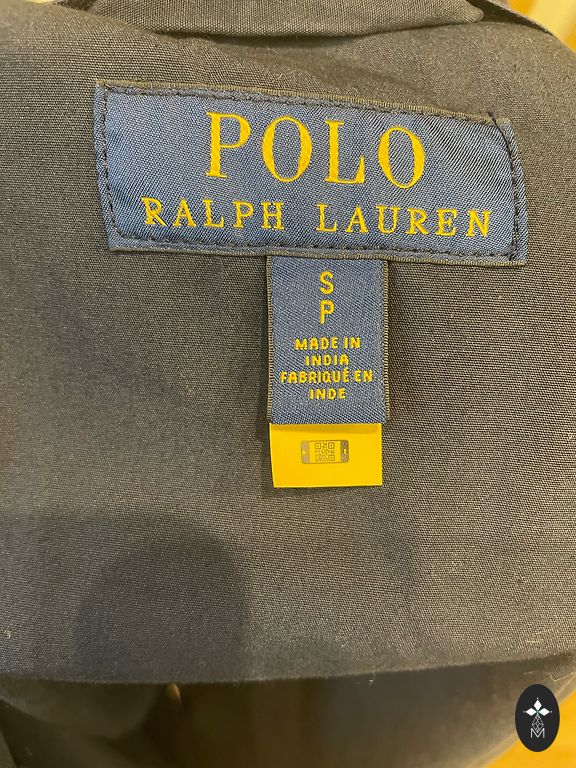 POLO
RALPH LAUREN
S
P
MADE IN
INDIA
FABRIQUÉ EN
INDE
M